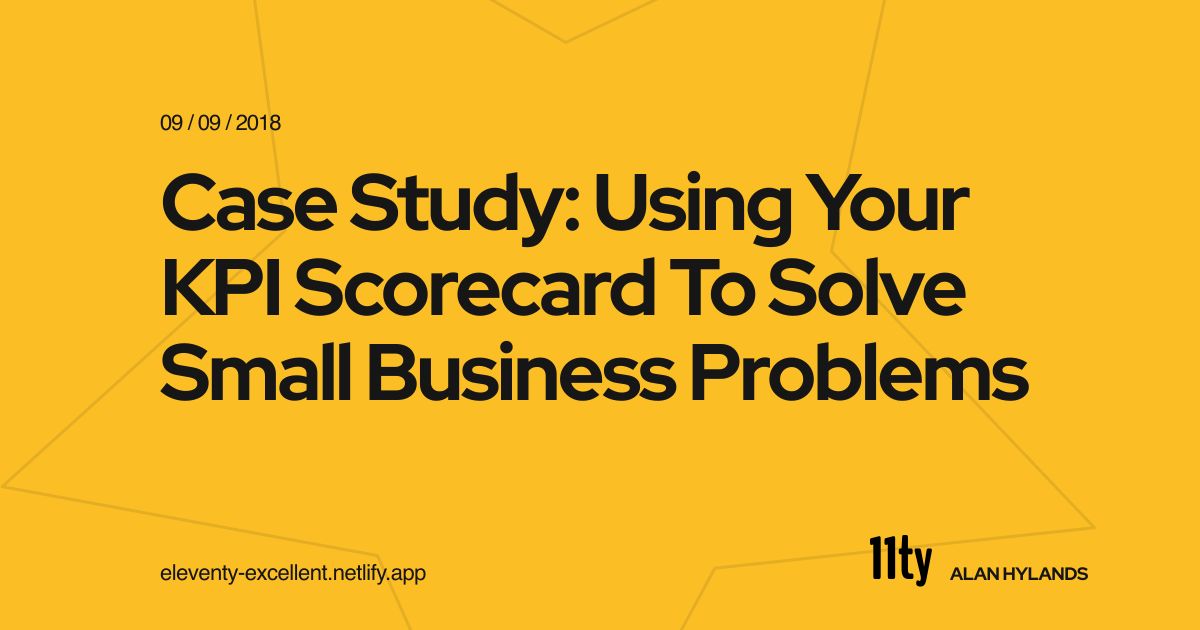 09 / 09 / 2018
Case Study: Using Your
KPI Scorecard To Solve
Small Business Problems
eleventy-excellent.netlify.app
11ty
ALAN HYLANDS